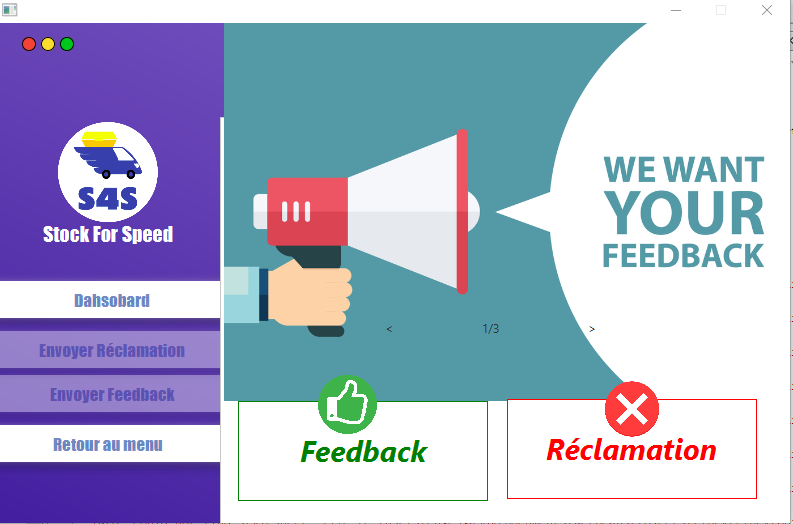 S4S
Stock For Speed
Dahsobard
Envoyer Réclamation
Envoyer Feedback
Retour au menu
WE WANT
YOUR
FEEDBACK
< 1/3 >
Feedback
Réclamation